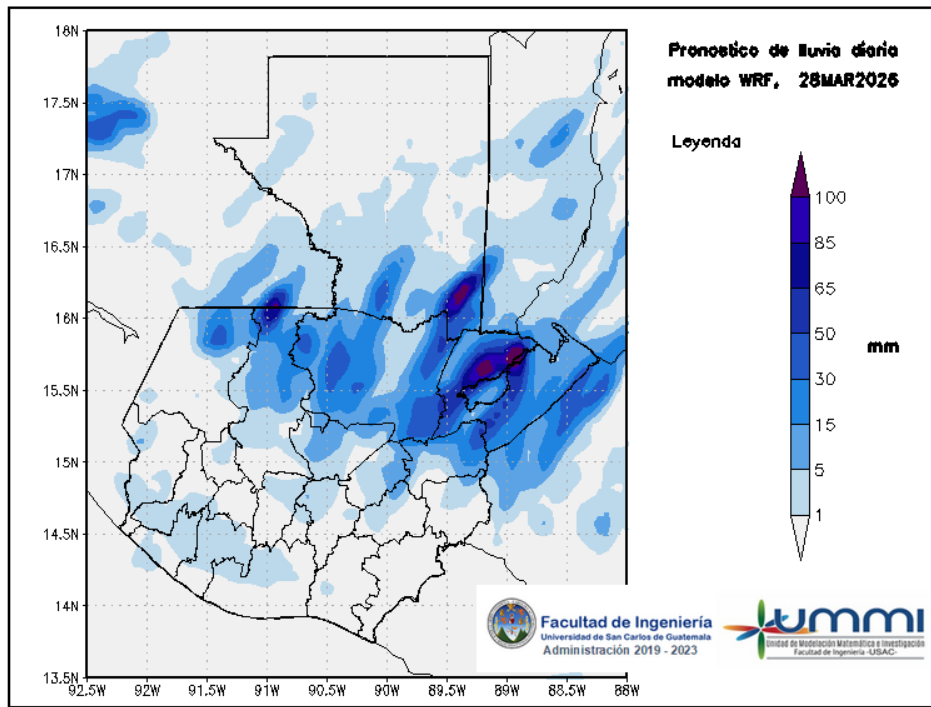 Pronostico de lluvia diaria
modelo WRF, 28MAR2026
Leyenda
100
85
65
50
30
15
5
1
mm
18N
17.5N
17N
16.5N
16N
15.5N
15N
14.5N
14N
13.5N
92.5W
92W
91.5W
91W
90.5W
90W
89.5W
89W
88.5W
88W
Facultad de Ingeniería
Universidad de San Carlos de Guatemala
Administración 2019 - 2023
ummi
Unidad de Modelación Matemática e Investigación
Facultad de Ingeniería -USAC-